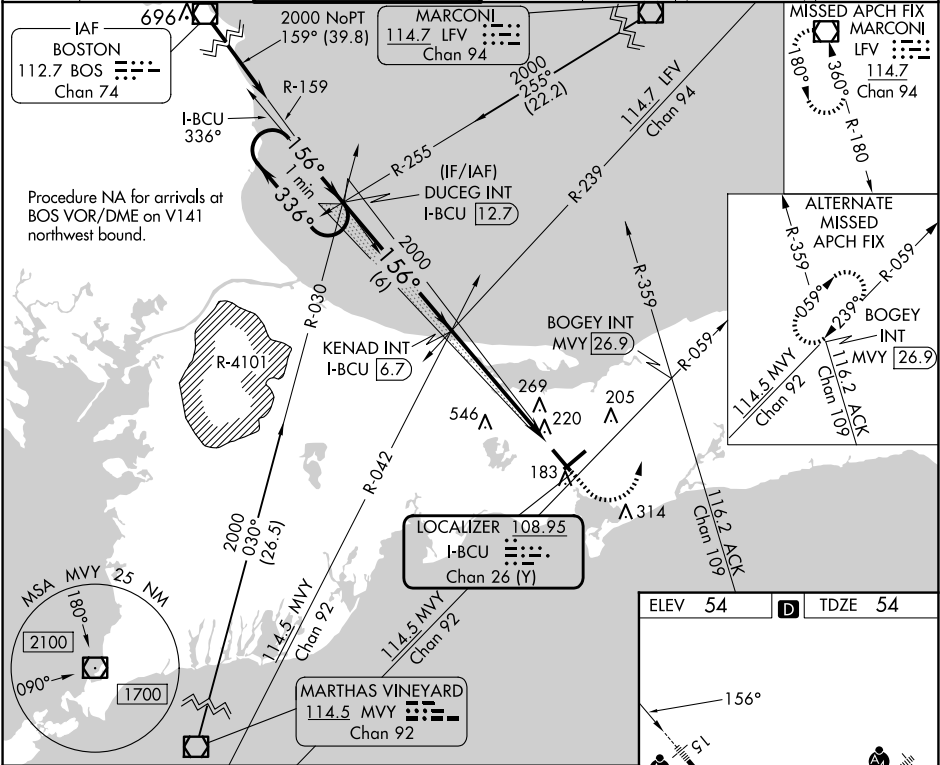 696
IAF
BOSTON
112.7 BOS
Chan 74
2000 NoPT
159° (39.8)
MARCONI
114.7 LFV
Chan 94
MISSED APCH FIX
MARCONI
LFV
114.7
Chan 94
180°
360°
R-180
R-159
I-BCU
336°
2000
255°
(22.2)
114.7 LFV
Chan 94
156°
1 min
336°
R-255
(IF/IAF)
DUCEG INT
I-BCU 12.7
R-239
Procedure NA for arrivals at
BOS VOR/DME on V141
northwest bound.
ALTERNATE
MISSED
APCH FIX
R-359
R-059
059°
239°
BOGEY
INT
MVY 26.9
114.5 MVY
Chan 92
116.2 ACK
Chan 109
2000
156°
(6)
R-030
R-359
R-4101
KENAD INT
I-BCU 6.7
BOGEY INT
MVY 26.9
R-059
269
546
220
205
183
314
R-042
2000
030°
(26.5)
LOCALIZER 108.95
I-BCU
Chan 26 (Y)
116.2 ACK
Chan 109
MSA MVY 25 NM
180°
2100
090°
1700
114.5 MVY
Chan 92
114.5 MVY
Chan 92
MARTHAS VINEYARD
114.5 MVY
Chan 92
ELEV 54
D
TDZE 54
156°
15
A